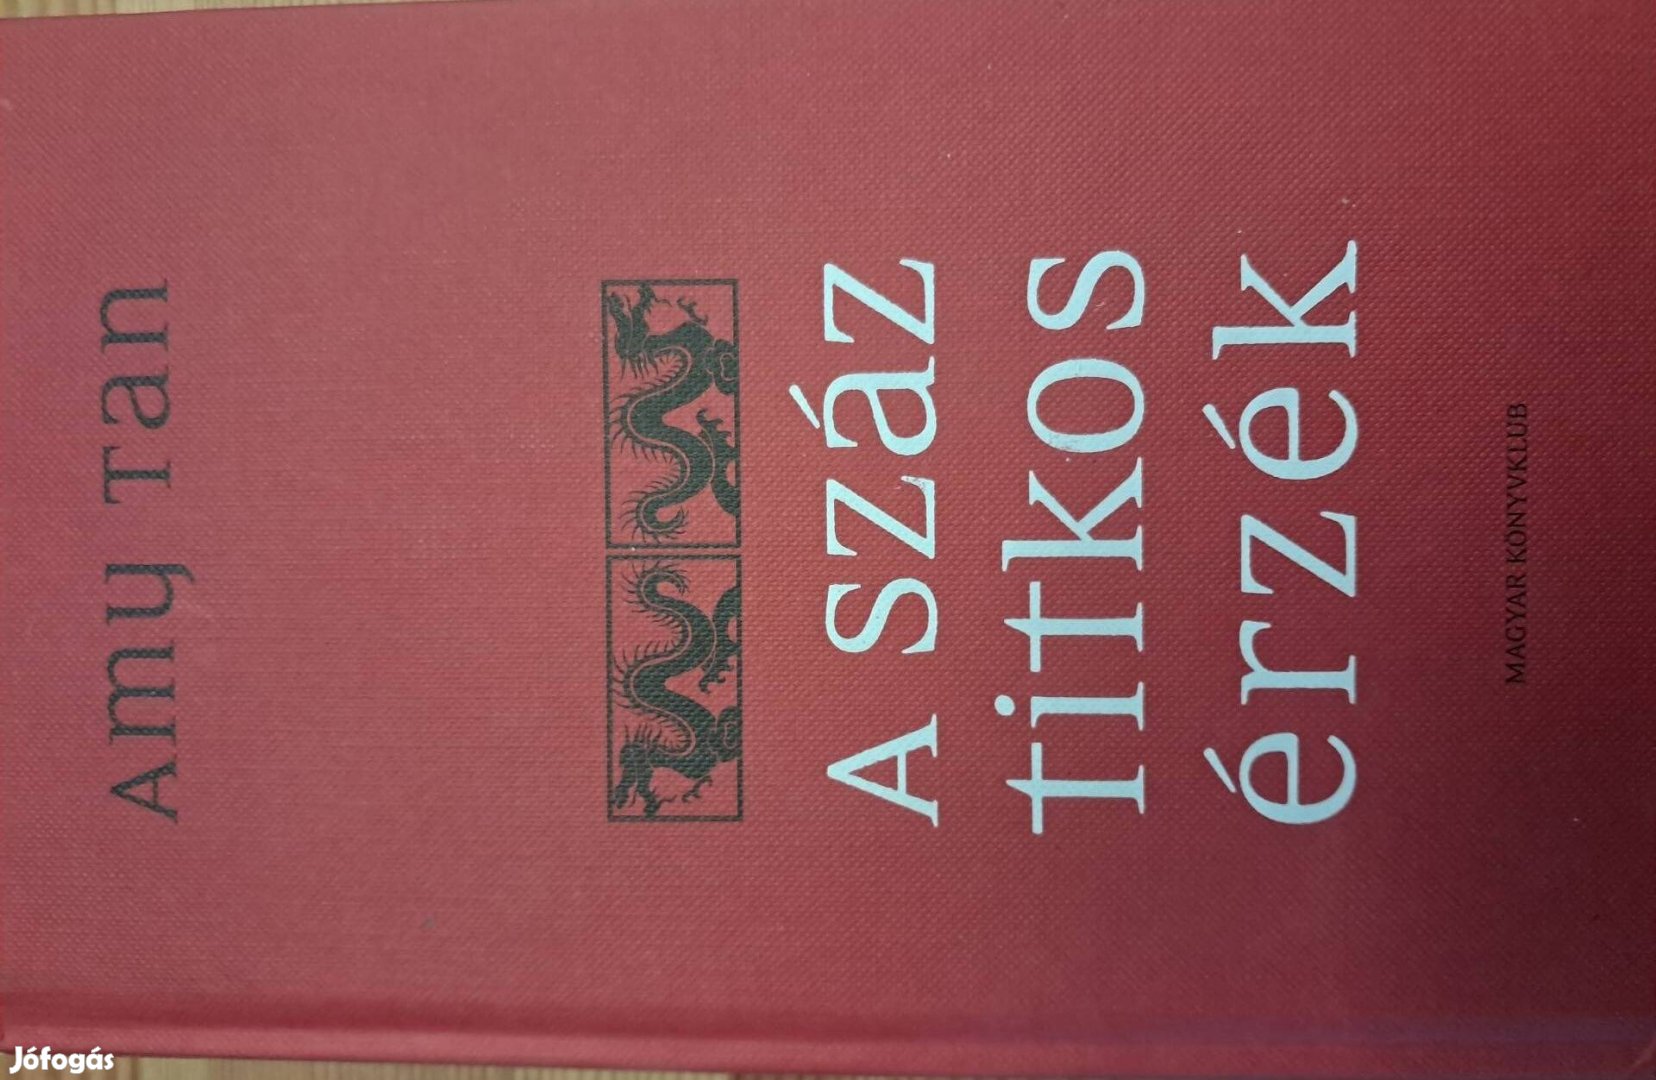 Amy Tan
A száz
titkos
érzék
MAGYAR KÖNYVKLUB
Jófogás